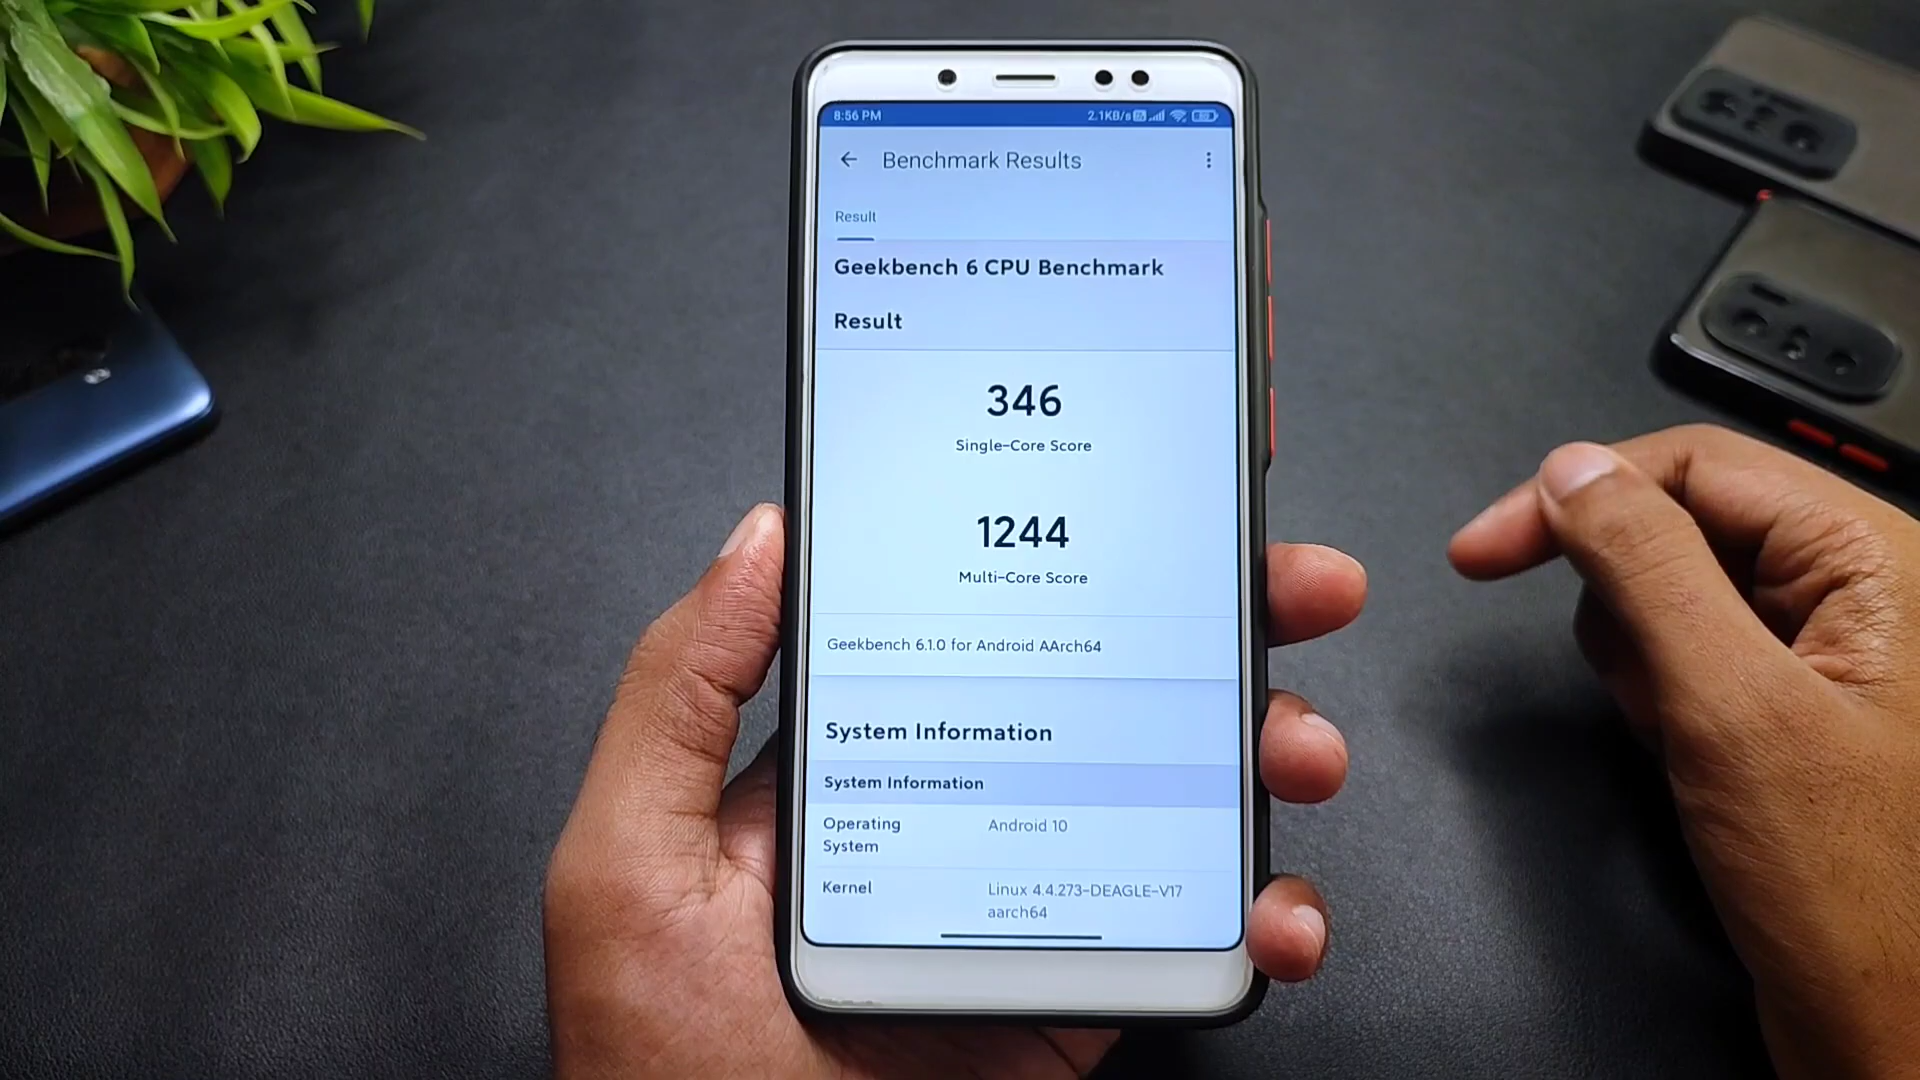 8:56 PM 2.1KB/s
Benchmark Results
Result
Geekbench 6 CPU Benchmark
Result
346
Single-Core Score
1244
Multi-Core Score
Geekbench 6.1.0 for Android AArch64
System Information
System Information
Operating System Android 10
Kernel Linux 4.4.273-DEAGLE-V17
aarch64